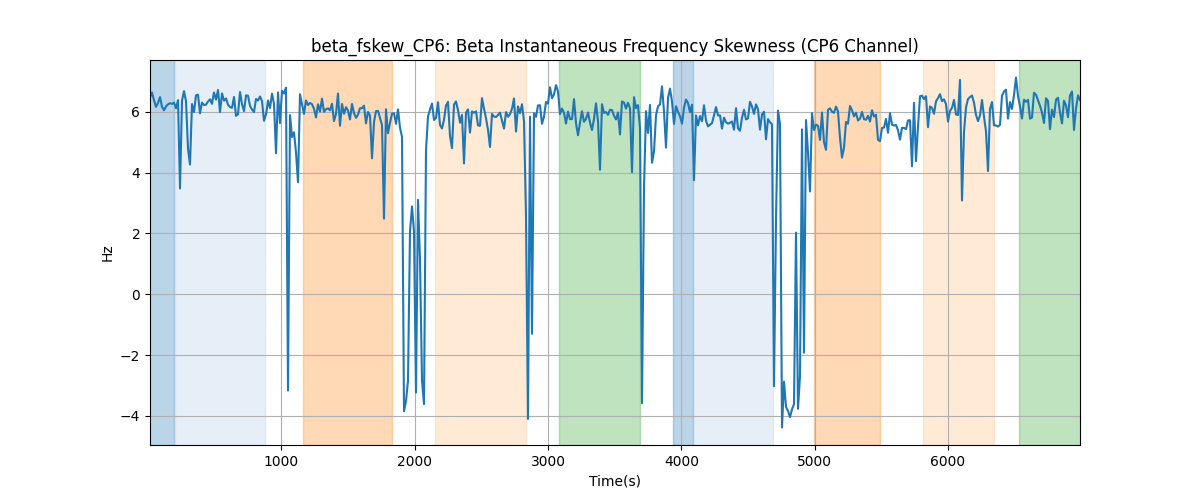 beta_fskew_CP6: Beta Instantaneous Frequency Skewness (CP6 Channel)
6
4
2
0
−2
−4
Hz
1000 2000 3000 4000 5000 6000
Time(s)